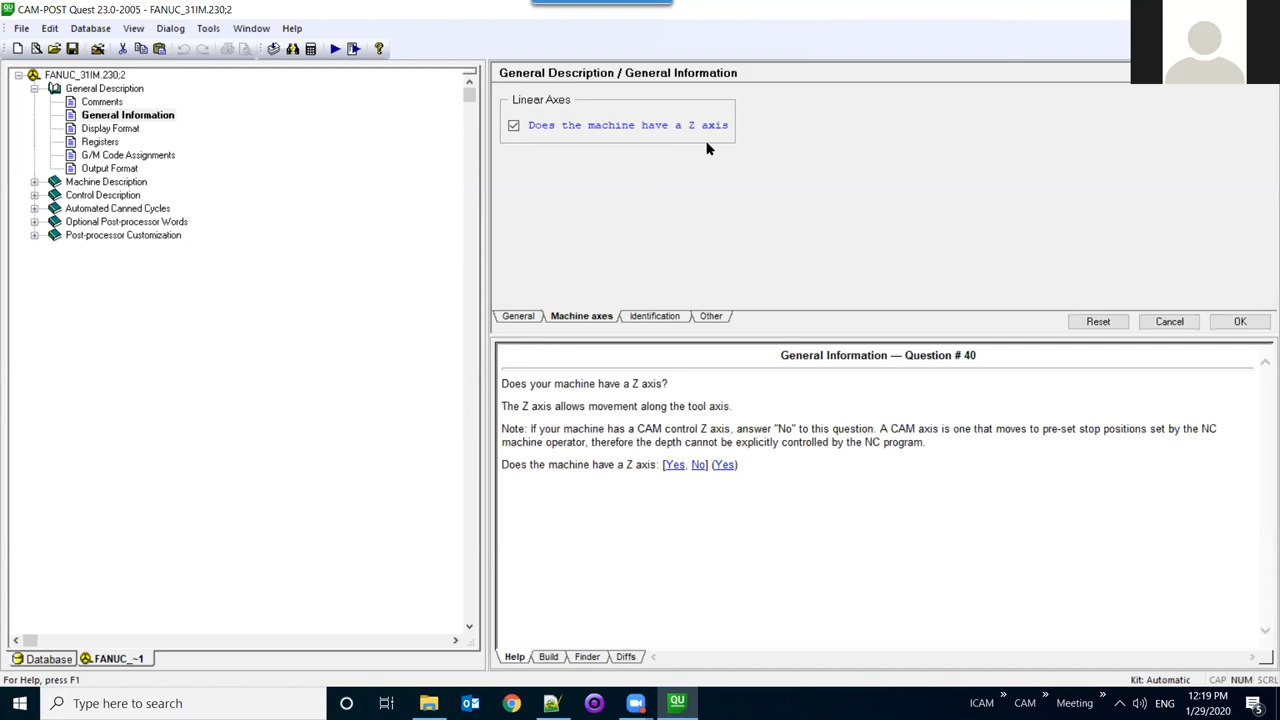 CAM-POST Quest 23.0-2005 - FANUC_31IM.230;2
File Edit Database View Dialog Tools Window Help
FANUC_31IM.230;2
General Description
Comments
General Information
Display Format
Registers
G/M Code Assignments
Output Format
Machine Description
Control Description
Automated Canned Cycles
Optional Post-processor Words
Post-processor Customization
General Description / General Information
Linear Axes
Does the machine have a Z axis
General Machine axes Identification Other
Reset Cancel OK
General Information — Question # 40
Does your machine have a Z axis?
The Z axis allows movement along the tool axis.
Note: If your machine has a CAM control Z axis, answer "No" to this question. A CAM axis is one that moves to pre-set stop positions set by the NC
machine operator, therefore the depth cannot be explicitly controlled by the NC program.
Does the machine have a Z axis: [Yes, No] (Yes)
Database FANUC_~1
Help Build Finder Diffs
For Help, press F1
Kit: Automatic CAP NUM SCRL
Type here to search
QU
ICAM CAM Meeting ENG
12:19 PM
1/29/2020
5